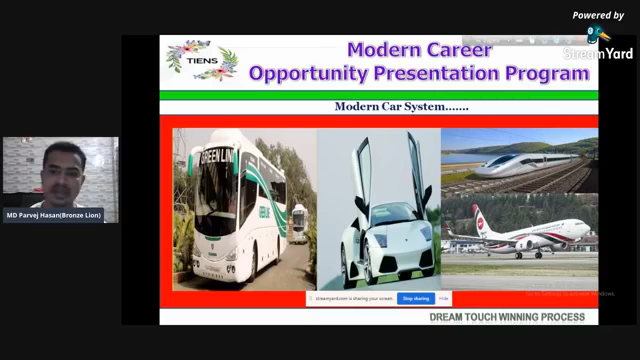 Powered by
StreamYard
TIENS
Modern Career
Opportunity Presentation Program
Modern Car System.......
GREEN LIN
MD Parvej Hasan(Bronze Lion)
streamyard.com is sharing your screen.
Stop sharing
Hide
DREAM TOUCH WINNING PROCESS